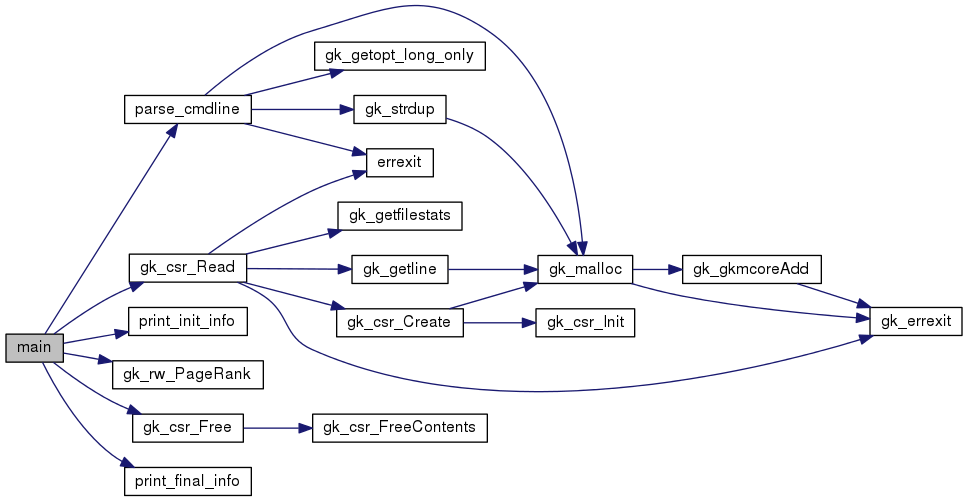 gk_getopt_long_only
parse_cmdline
gk_strdup
errexit
gk_getfilestats
gk_csr_Read
gk_getline
gk_malloc
gk_gkmcoreAdd
print_init_info
gk_csr_Create
gk_csr_Init
gk_errexit
main
gk_rw_PageRank
gk_csr_Free
gk_csr_FreeContents
print_final_info